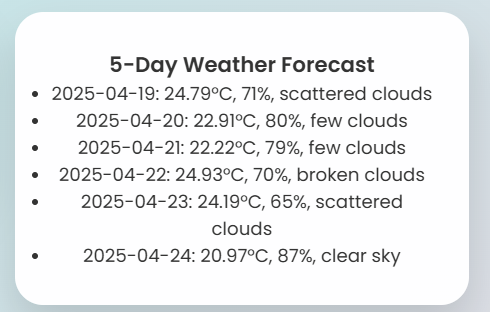 5-Day Weather Forecast
• 2025-04-19: 24.79°C, 71%, scattered clouds
• 2025-04-20: 22.91°C, 80%, few clouds
• 2025-04-21: 22.22°C, 79%, few clouds
• 2025-04-22: 24.93°C, 70%, broken clouds
• 2025-04-23: 24.19°C, 65%, scattered
clouds
• 2025-04-24: 20.97°C, 87%, clear sky